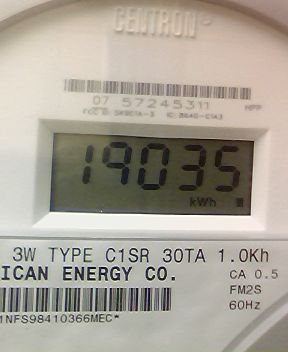 CENTRON
07 57245311 HPP
19035
kWh
3W TYPE C1SR 30TA 1.0Kh
ICAN ENERGY CO. CA 0.5
FM2S
60Hz
1NFS98410366MEC*